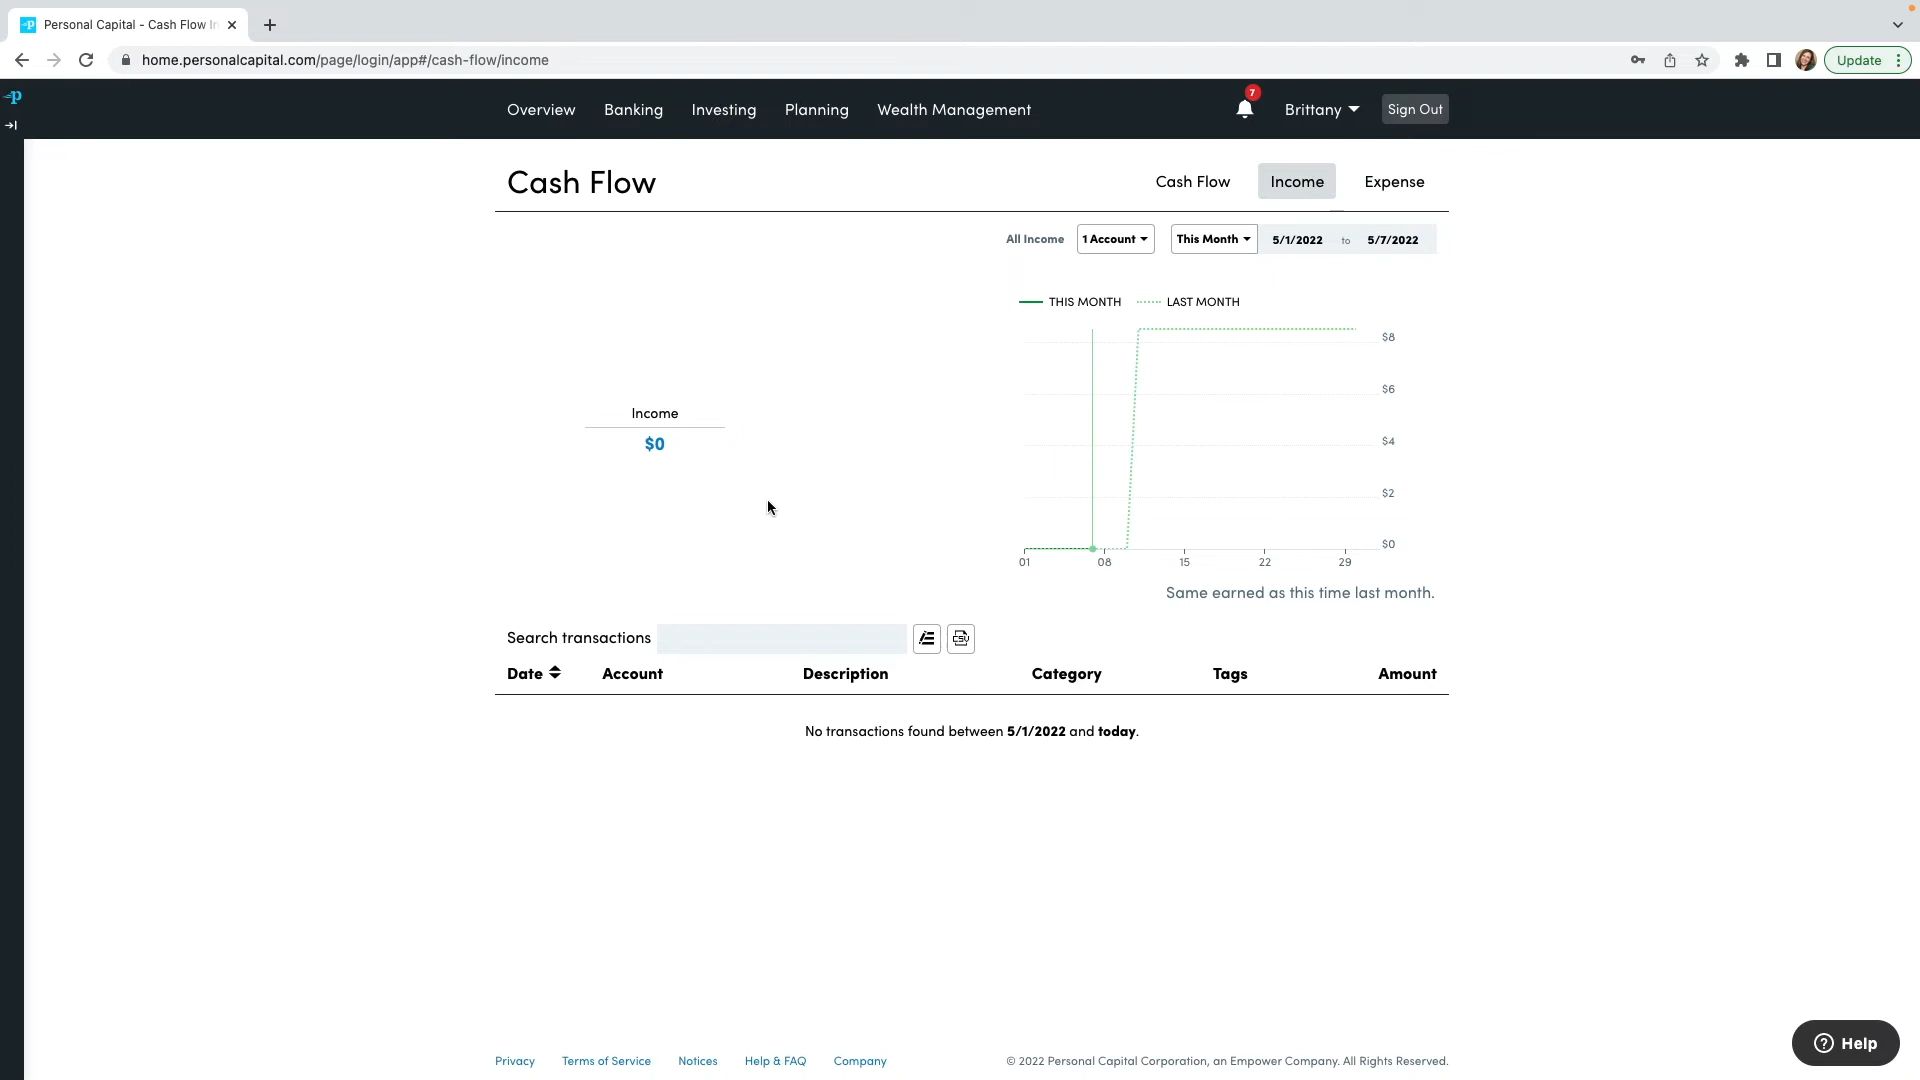 Personal Capital - Cash Flow In
home.personalcapital.com/page/login/app#/cash-flow/income
Update
Overview Banking Investing Planning Wealth Management 7 Brittany Sign Out
Cash Flow
Cash Flow Income Expense
All Income 1 Account This Month 5/1/2022 to 5/7/2022
THIS MONTH LAST MONTH
$8
$6
$4
$2
$0
01 08 15 22 29
Income
$0
Same earned as this time last month.
Search transactions CSV
Date Account Description Category Tags Amount
No transactions found between 5/1/2022 and today.
Help
Privacy Terms of Service Notices Help & FAQ Company © 2022 Personal Capital Corporation, an Empower Company. All Rights Reserved.